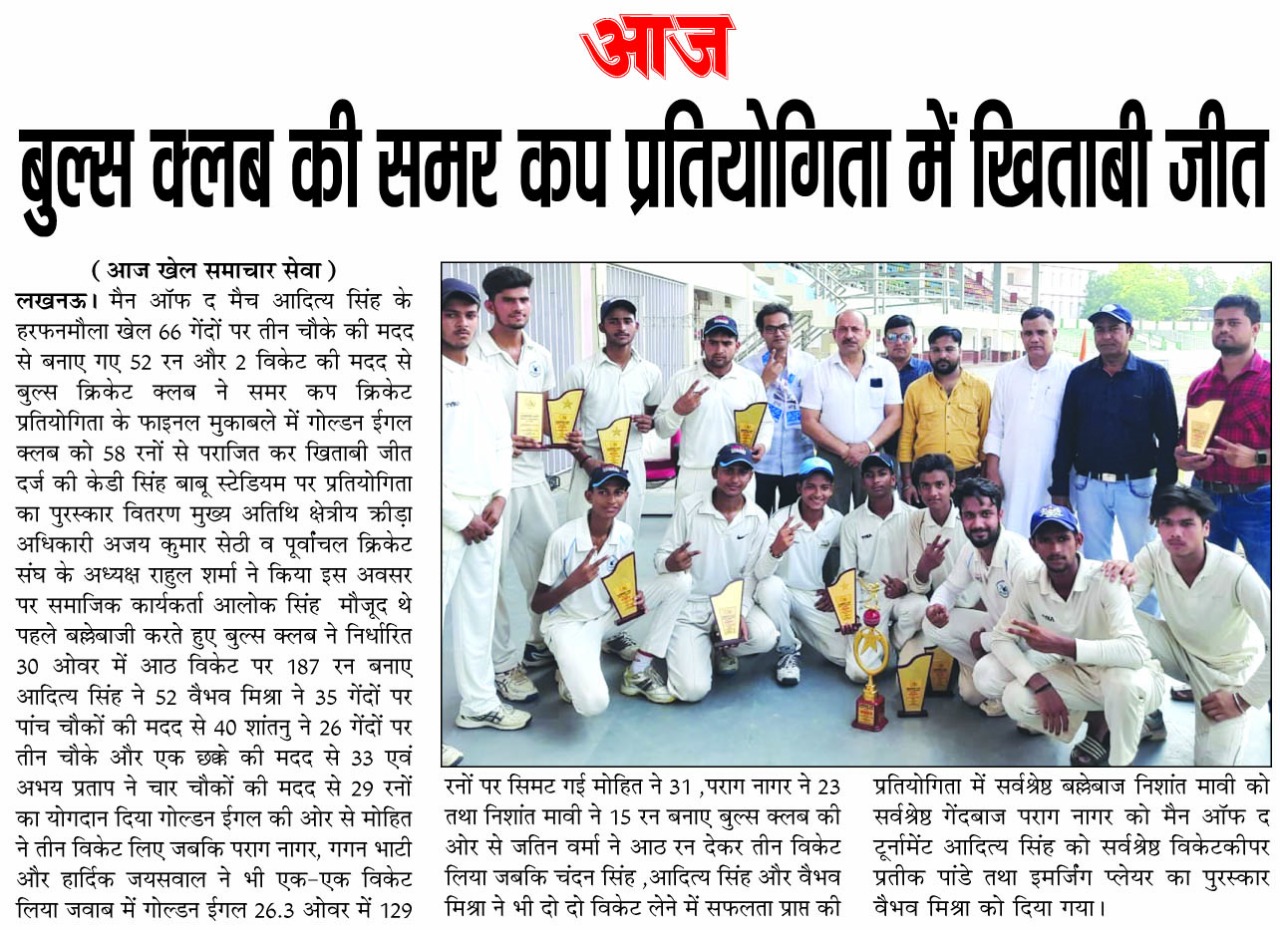 आज
बुल्स क्लब की समर कप प्रतियोगिता में खिताबी जीत
( आज खेल समाचार सेवा )
लखनऊ। मैन ऑफ द मैच आदित्य सिंह के
हरफनमौला खेल 66 गेंदों पर तीन चौके की मदद
से बनाए गए 52 रन और 2 विकेट की मदद से
बुल्स क्रिकेट क्लब ने समर कप क्रिकेट
प्रतियोगिता के फाइनल मुकाबले में गोल्डन ईगल
क्लब को 58 रनों से पराजित कर खिताबी जीत
दर्ज की केडी सिंह बाबू स्टेडियम पर प्रतियोगिता
का पुरस्कार वितरण मुख्य अतिथि क्षेत्रीय क्रीड़ा
अधिकारी अजय कुमार सेठी व पूर्वांचल क्रिकेट
संघ के अध्यक्ष राहुल शर्मा ने किया इस अवसर
पर समाजिक कार्यकर्ता आलोक सिंह मौजूद थे
पहले बल्लेबाजी करते हुए बुल्स क्लब ने निर्धारित
30 ओवर में आठ विकेट पर 187 रन बनाए
आदित्य सिंह ने 52 वैभव मिश्रा ने 35 गेंदों पर
पांच चौकों की मदद से 40 शांतनु ने 26 गेंदों पर
तीन चौके और एक छक्के की मदद से 33 एवं
अभय प्रताप ने चार चौकों की मदद से 29 रनों
का योगदान दिया गोल्डन ईगल की ओर से मोहित
ने तीन विकेट लिए जबकि पराग नागर, गगन भाटी
और हार्दिक जयसवाल ने भी एक-एक विकेट
लिया जवाब में गोल्डन ईगल 26.3 ओवर में 129
रनों पर सिमट गई मोहित ने 31 ,पराग नागर ने 23
तथा निशांत मावी ने 15 रन बनाए बुल्स क्लब की
ओर से जतिन वर्मा ने आठ रन देकर तीन विकेट
लिया जबकि चंदन सिंह ,आदित्य सिंह और वैभव
मिश्रा ने भी दो दो विकेट लेने में सफलता प्राप्त की
प्रतियोगिता में सर्वश्रेष्ठ बल्लेबाज निशांत मावी को
सर्वश्रेष्ठ गेंदबाज पराग नागर को मैन ऑफ द
टूर्नामेंट आदित्य सिंह को सर्वश्रेष्ठ विकेटकीपर
प्रतीक पांडे तथा इमर्जिंग प्लेयर का पुरस्कार
वैभव मिश्रा को दिया गया।